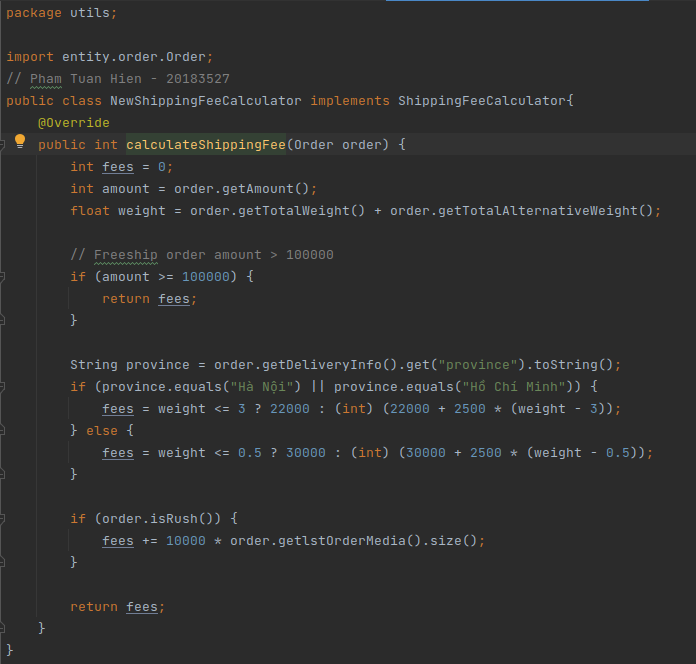 package utils;
import entity.order.Order;
// Pham Tuan Hien - 20183527
public class NewShippingFeeCalculator implements ShippingFeeCalculator{
@Override
public int calculateShippingFee(Order order) {
int fees = 0;
int amount = order.getAmount();
float weight = order.getTotalWeight() + order.getTotalAlternativeWeight();
// Freeship order amount > 100000
if (amount >= 100000) {
return fees;
}
String province = order.getDeliveryInfo().get("province").toString();
if (province.equals("Hà Nội") || province.equals("Hồ Chí Minh")) {
fees = weight <= 3 ? 22000 : (int) (22000 + 2500 * (weight - 3));
} else {
fees = weight <= 0.5 ? 30000 : (int) (30000 + 2500 * (weight - 0.5));
}
if (order.isRush()) {
fees += 10000 * order.getlstOrderMedia().size();
}
return fees;
}
}